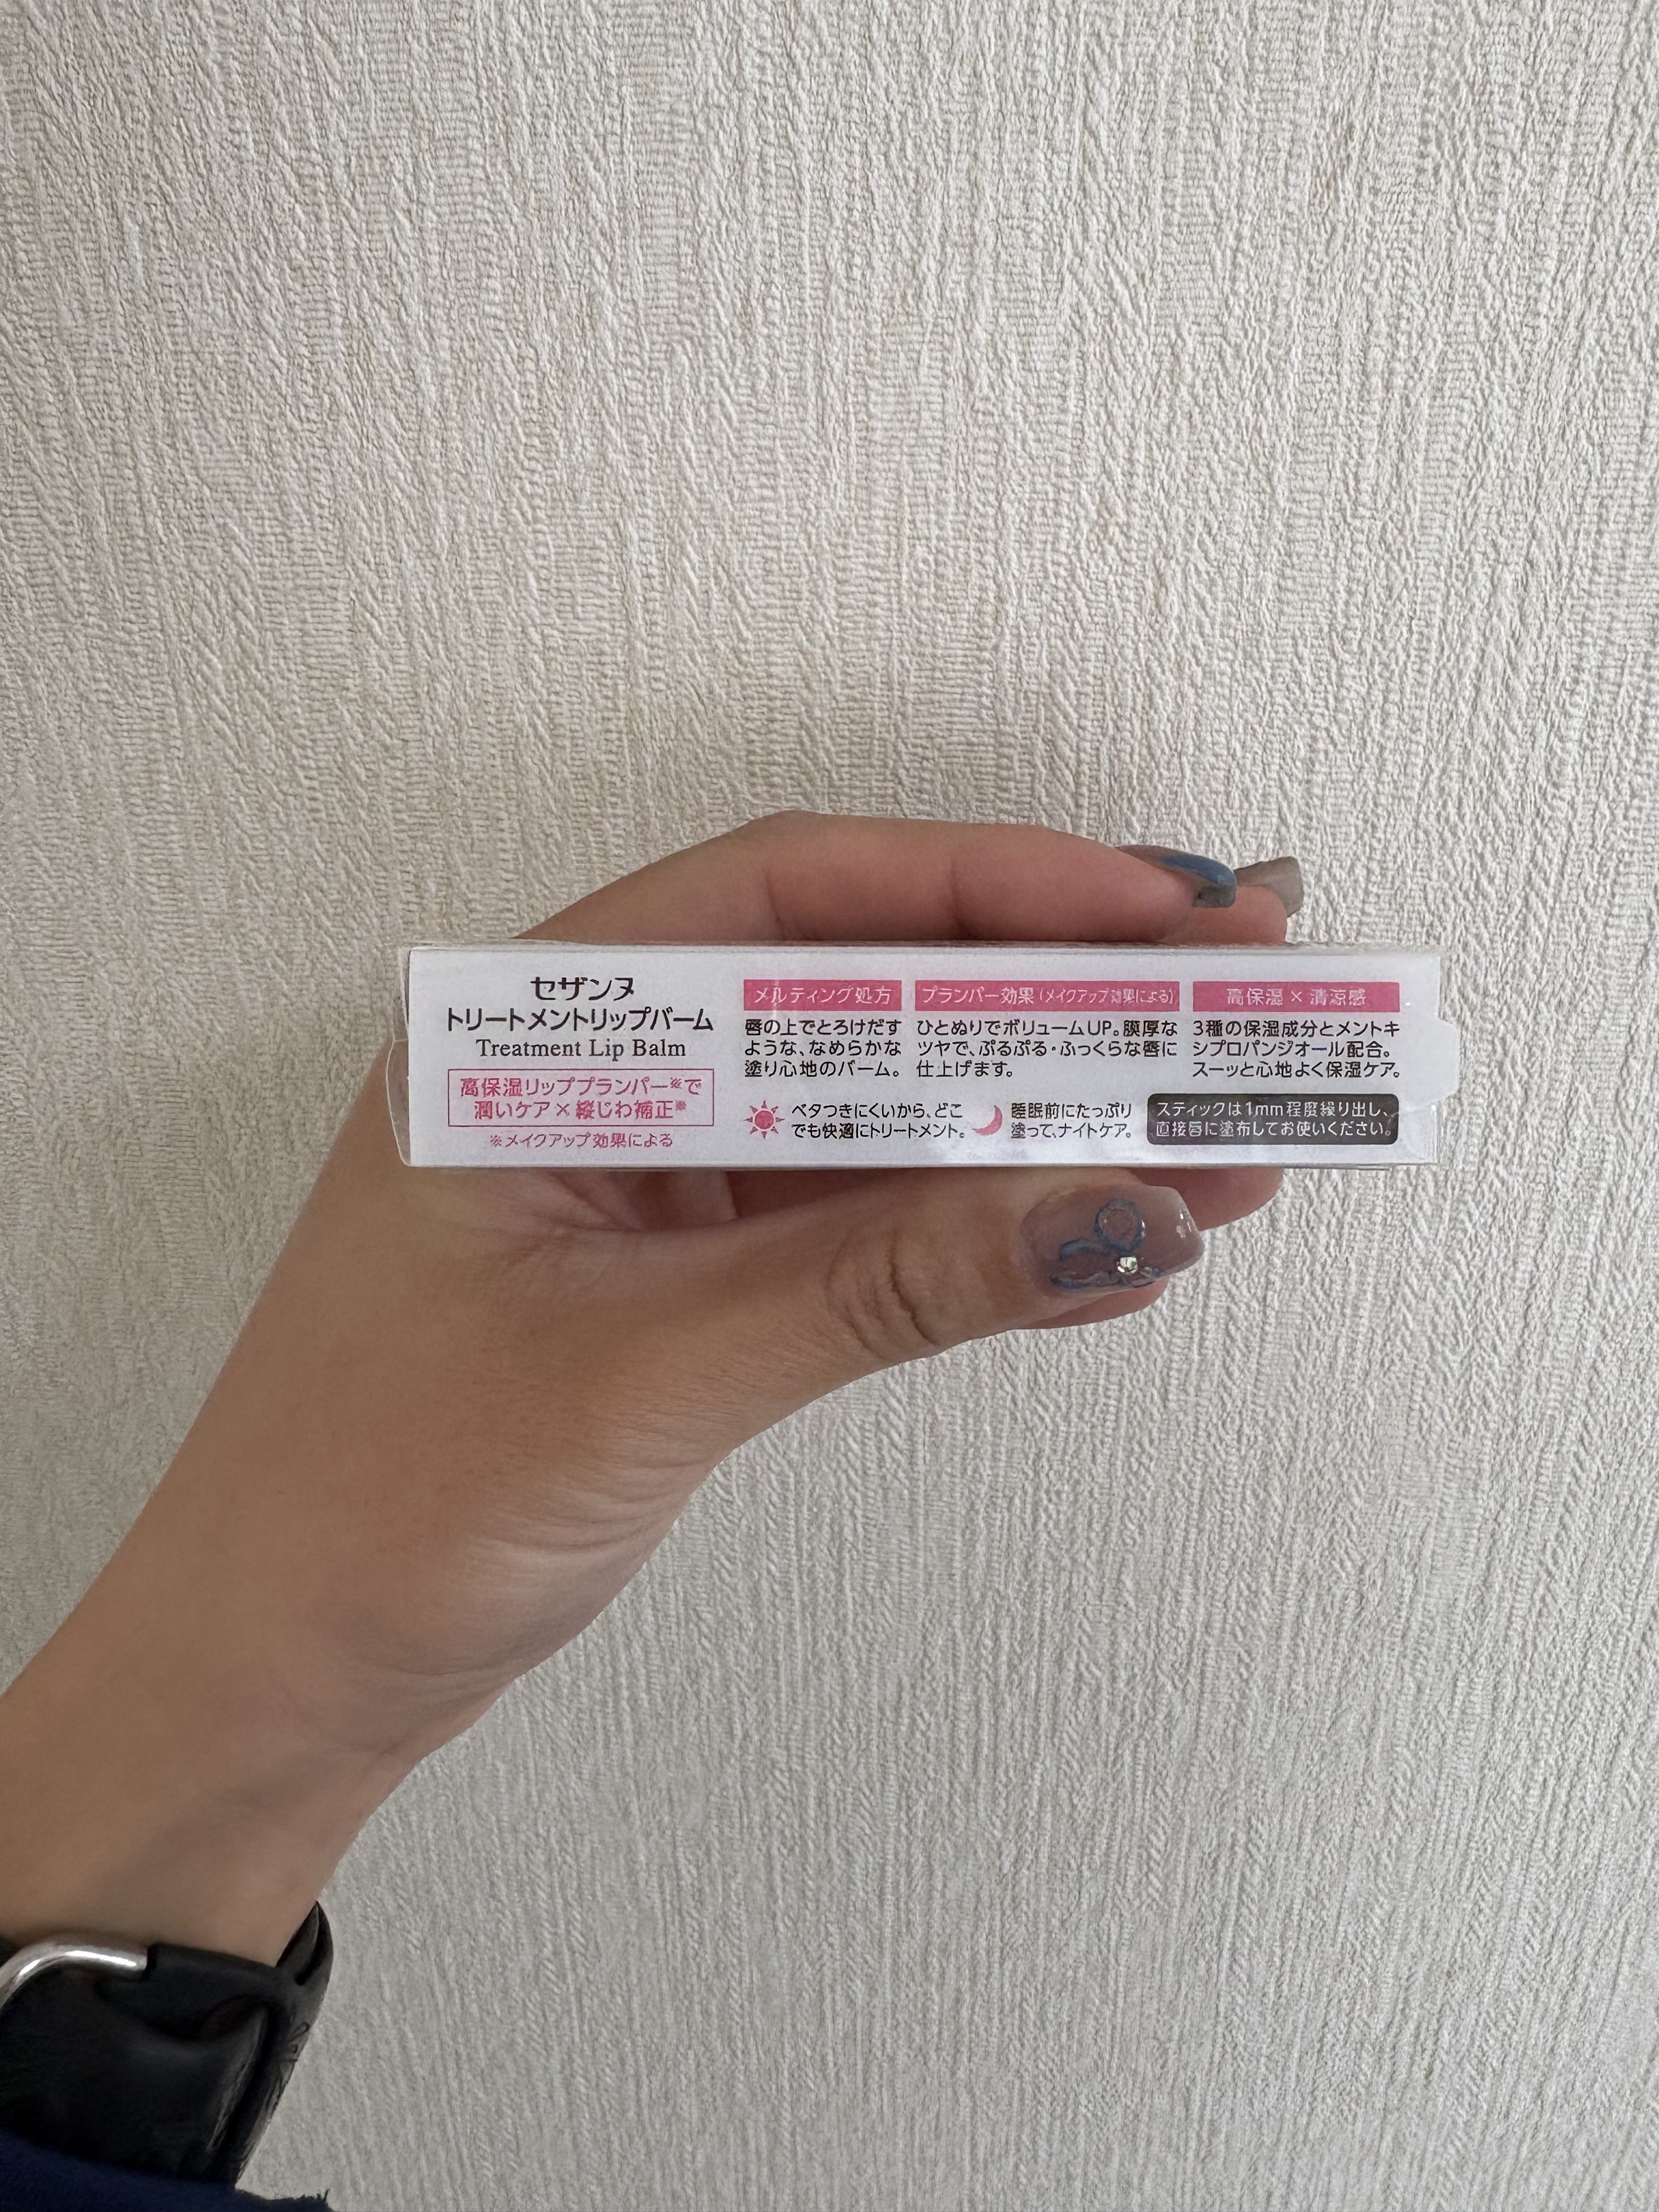 セザンヌ
トリートメントリップバーム
Treatment Lip Balm
高保湿リッププランパー※で
潤いケア×縦じわ補正※
※メイクアップ効果による
メルティング処方
唇の上でとろけだす
ような、なめらかな
塗り心地のバーム。
プランパー効果(メイクアップ効果による)
ひとぬりでボリュームUP。膜厚な
ツヤで、ぷるぷる・ふっくらな唇に
仕上げます。
高保湿×清涼感
3種の保湿成分とメントキ
シプロパンジオール配合。
スーッと心地よく保湿ケア。
ベタつきにくいから、どこ
でも快適にトリートメント。
睡眠前にたっぷり
塗って、ナイトケア。
スティックは1mm程度繰り出し、
直接唇に塗布してお使いください。